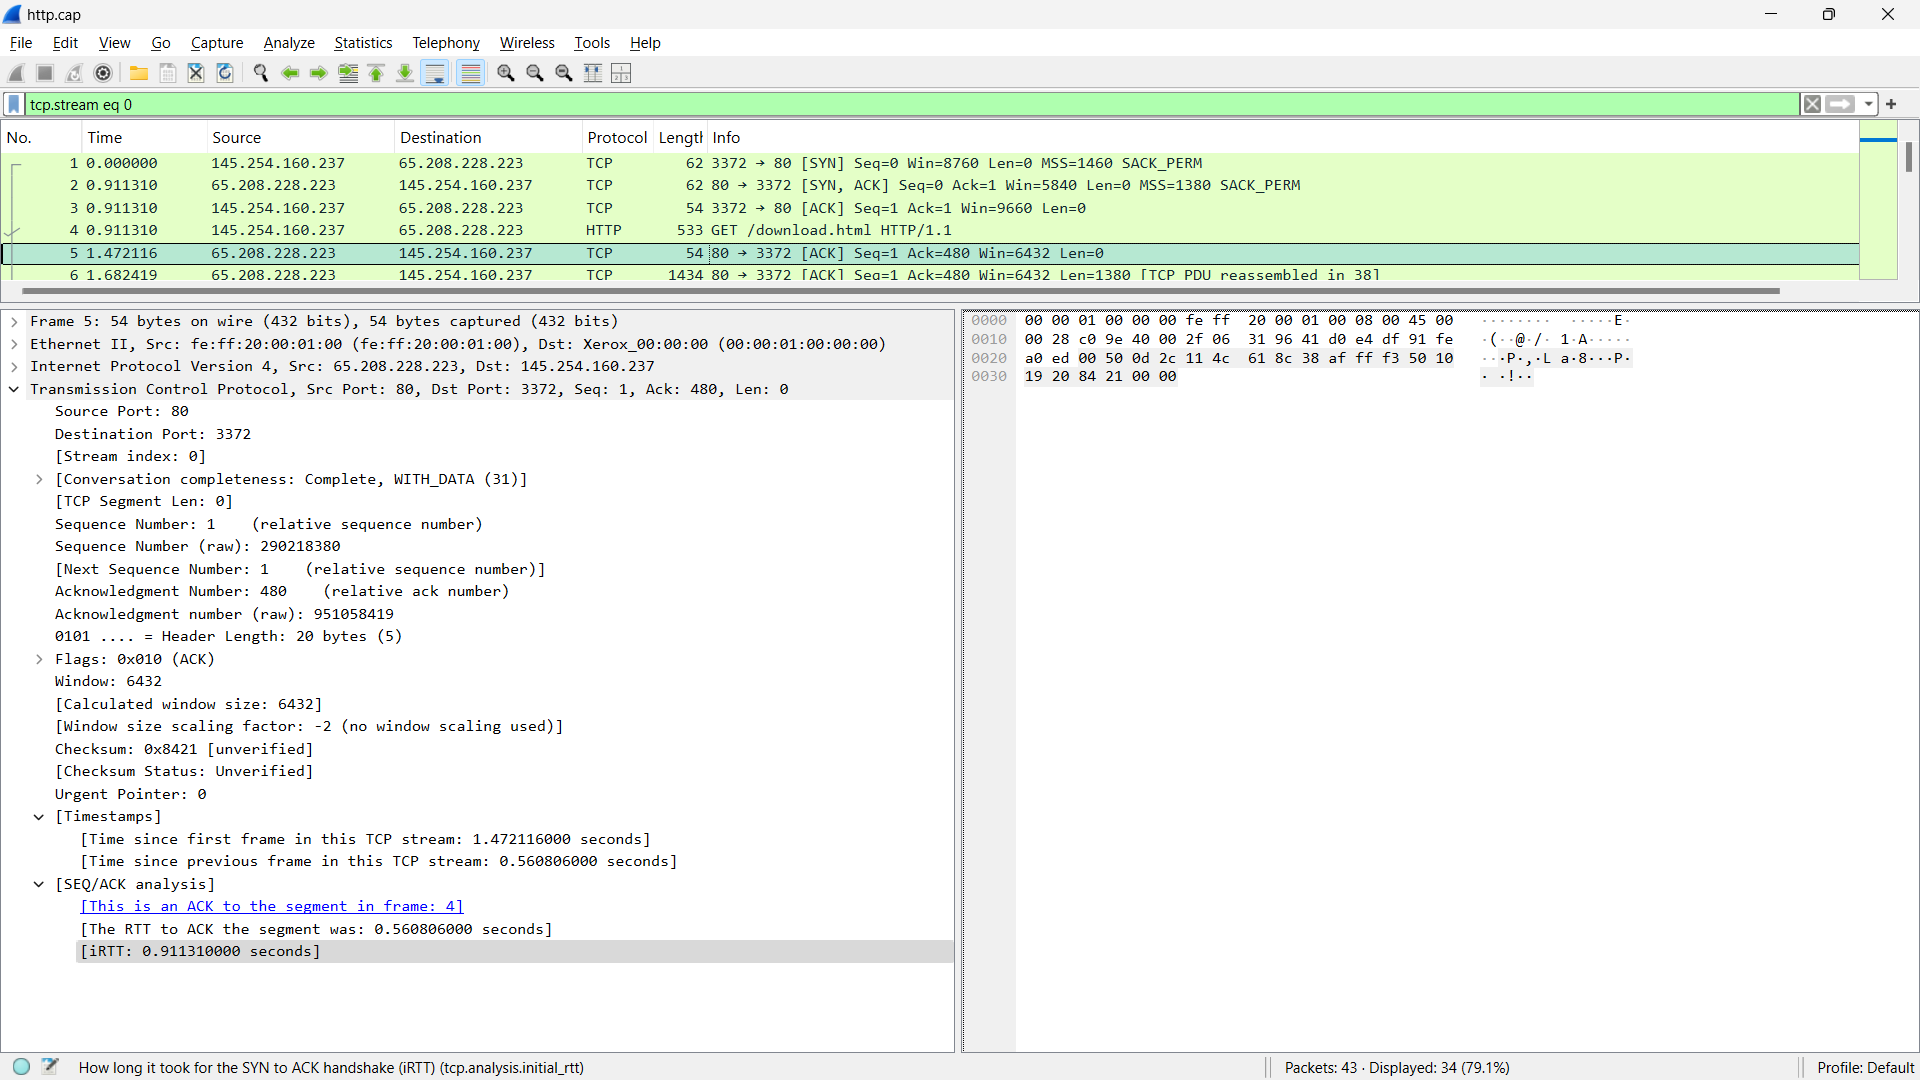 http.cap
File Edit View Go Capture Analyze Statistics Telephony Wireless Tools Help
tcp.stream eq 0
No. Time Source Destination Protocol Length Info
1 0.000000 145.254.160.237 65.208.228.223 TCP 62 3372 → 80 [SYN] Seq=0 Win=8760 Len=0 MSS=1460 SACK_PERM
2 0.911310 65.208.228.223 145.254.160.237 TCP 62 80 → 3372 [SYN, ACK] Seq=0 Ack=1 Win=5840 Len=0 MSS=1380 SACK_PERM
3 0.911310 145.254.160.237 65.208.228.223 TCP 54 3372 → 80 [ACK] Seq=1 Ack=1 Win=9660 Len=0
4 0.911310 145.254.160.237 65.208.228.223 HTTP 533 GET /download.html HTTP/1.1
5 1.472116 65.208.228.223 145.254.160.237 TCP 54 80 → 3372 [ACK] Seq=1 Ack=480 Win=6432 Len=0
6 1.682419 65.208.228.223 145.254.160.237 TCP 1434 80 → 3372 [ACK] Seq=1 Ack=480 Win=6432 Len=1380 [TCP PDU reassembled in 38]
Frame 5: 54 bytes on wire (432 bits), 54 bytes captured (432 bits)
Ethernet II, Src: fe:ff:20:00:01:00 (fe:ff:20:00:01:00), Dst: Xerox_00:00:00 (00:00:01:00:00:00)
Internet Protocol Version 4, Src: 65.208.228.223, Dst: 145.254.160.237
Transmission Control Protocol, Src Port: 80, Dst Port: 3372, Seq: 1, Ack: 480, Len: 0
Source Port: 80
Destination Port: 3372
[Stream index: 0]
[Conversation completeness: Complete, WITH_DATA (31)]
[TCP Segment Len: 0]
Sequence Number: 1 (relative sequence number)
Sequence Number (raw): 290218380
[Next Sequence Number: 1 (relative sequence number)]
Acknowledgment Number: 480 (relative ack number)
Acknowledgment number (raw): 951058419
0101 .... = Header Length: 20 bytes (5)
Flags: 0x010 (ACK)
Window: 6432
[Calculated window size: 6432]
[Window size scaling factor: -2 (no window scaling used)]
Checksum: 0x8421 [unverified]
[Checksum Status: Unverified]
Urgent Pointer: 0
[Timestamps]
[Time since first frame in this TCP stream: 1.472116000 seconds]
[Time since previous frame in this TCP stream: 0.560806000 seconds]
[SEQ/ACK analysis]
[This is an ACK to the segment in frame: 4]
[The RTT to ACK the segment was: 0.560806000 seconds]
[iRTT: 0.911310000 seconds]
0000 00 00 01 00 00 00 fe ff 20 00 01 00 08 00 45 00 ········ ·····E·
0010 00 28 c0 9e 40 00 2f 06 31 96 41 d0 e4 df 91 fe ·(··@·/· 1·A·····
0020 a0 ed 00 50 0d 2c 11 4c 61 8c 38 af ff f3 50 10 ···P·,·L a·8···P·
0030 19 20 84 21 00 00 · ·!··
How long it took for the SYN to ACK handshake (iRTT) (tcp.analysis.initial_rtt)
Packets: 43 · Displayed: 34 (79.1%)
Profile: Default